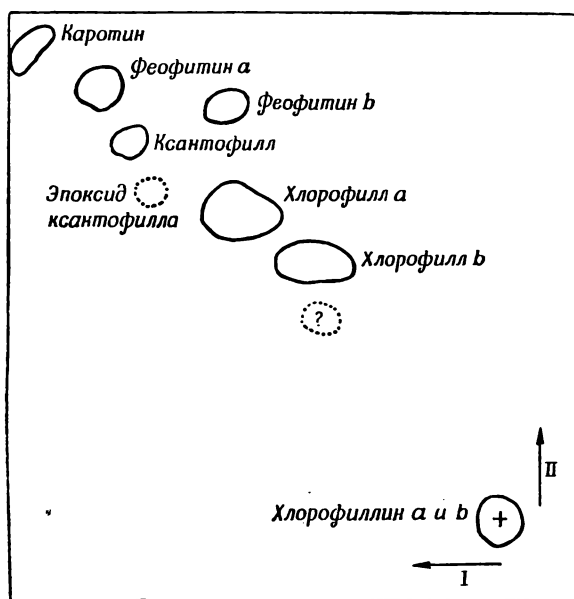 Каротин
Феофитин a
Феофитин b
Ксантофилл
Эпоксид
ксантофилла
Хлорофилл a
Хлорофилл b
?
II
Хлорофиллин a и b
+
I